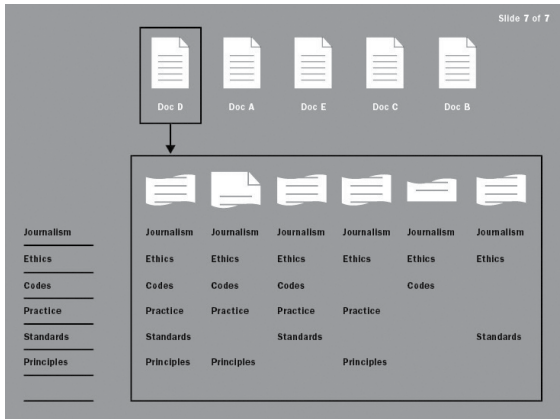 Slide 7 of 7
Doc D Doc A Doc E Doc C Doc B
Journalism Journalism Journalism Journalism Journalism Journalism Journalism
Ethics Ethics Ethics Ethics Ethics Ethics Ethics
Codes Codes Codes Codes Codes
Practice Practice Practice Practice Practice
Standards Standards Standards Standards
Principles Principles Principles Principles